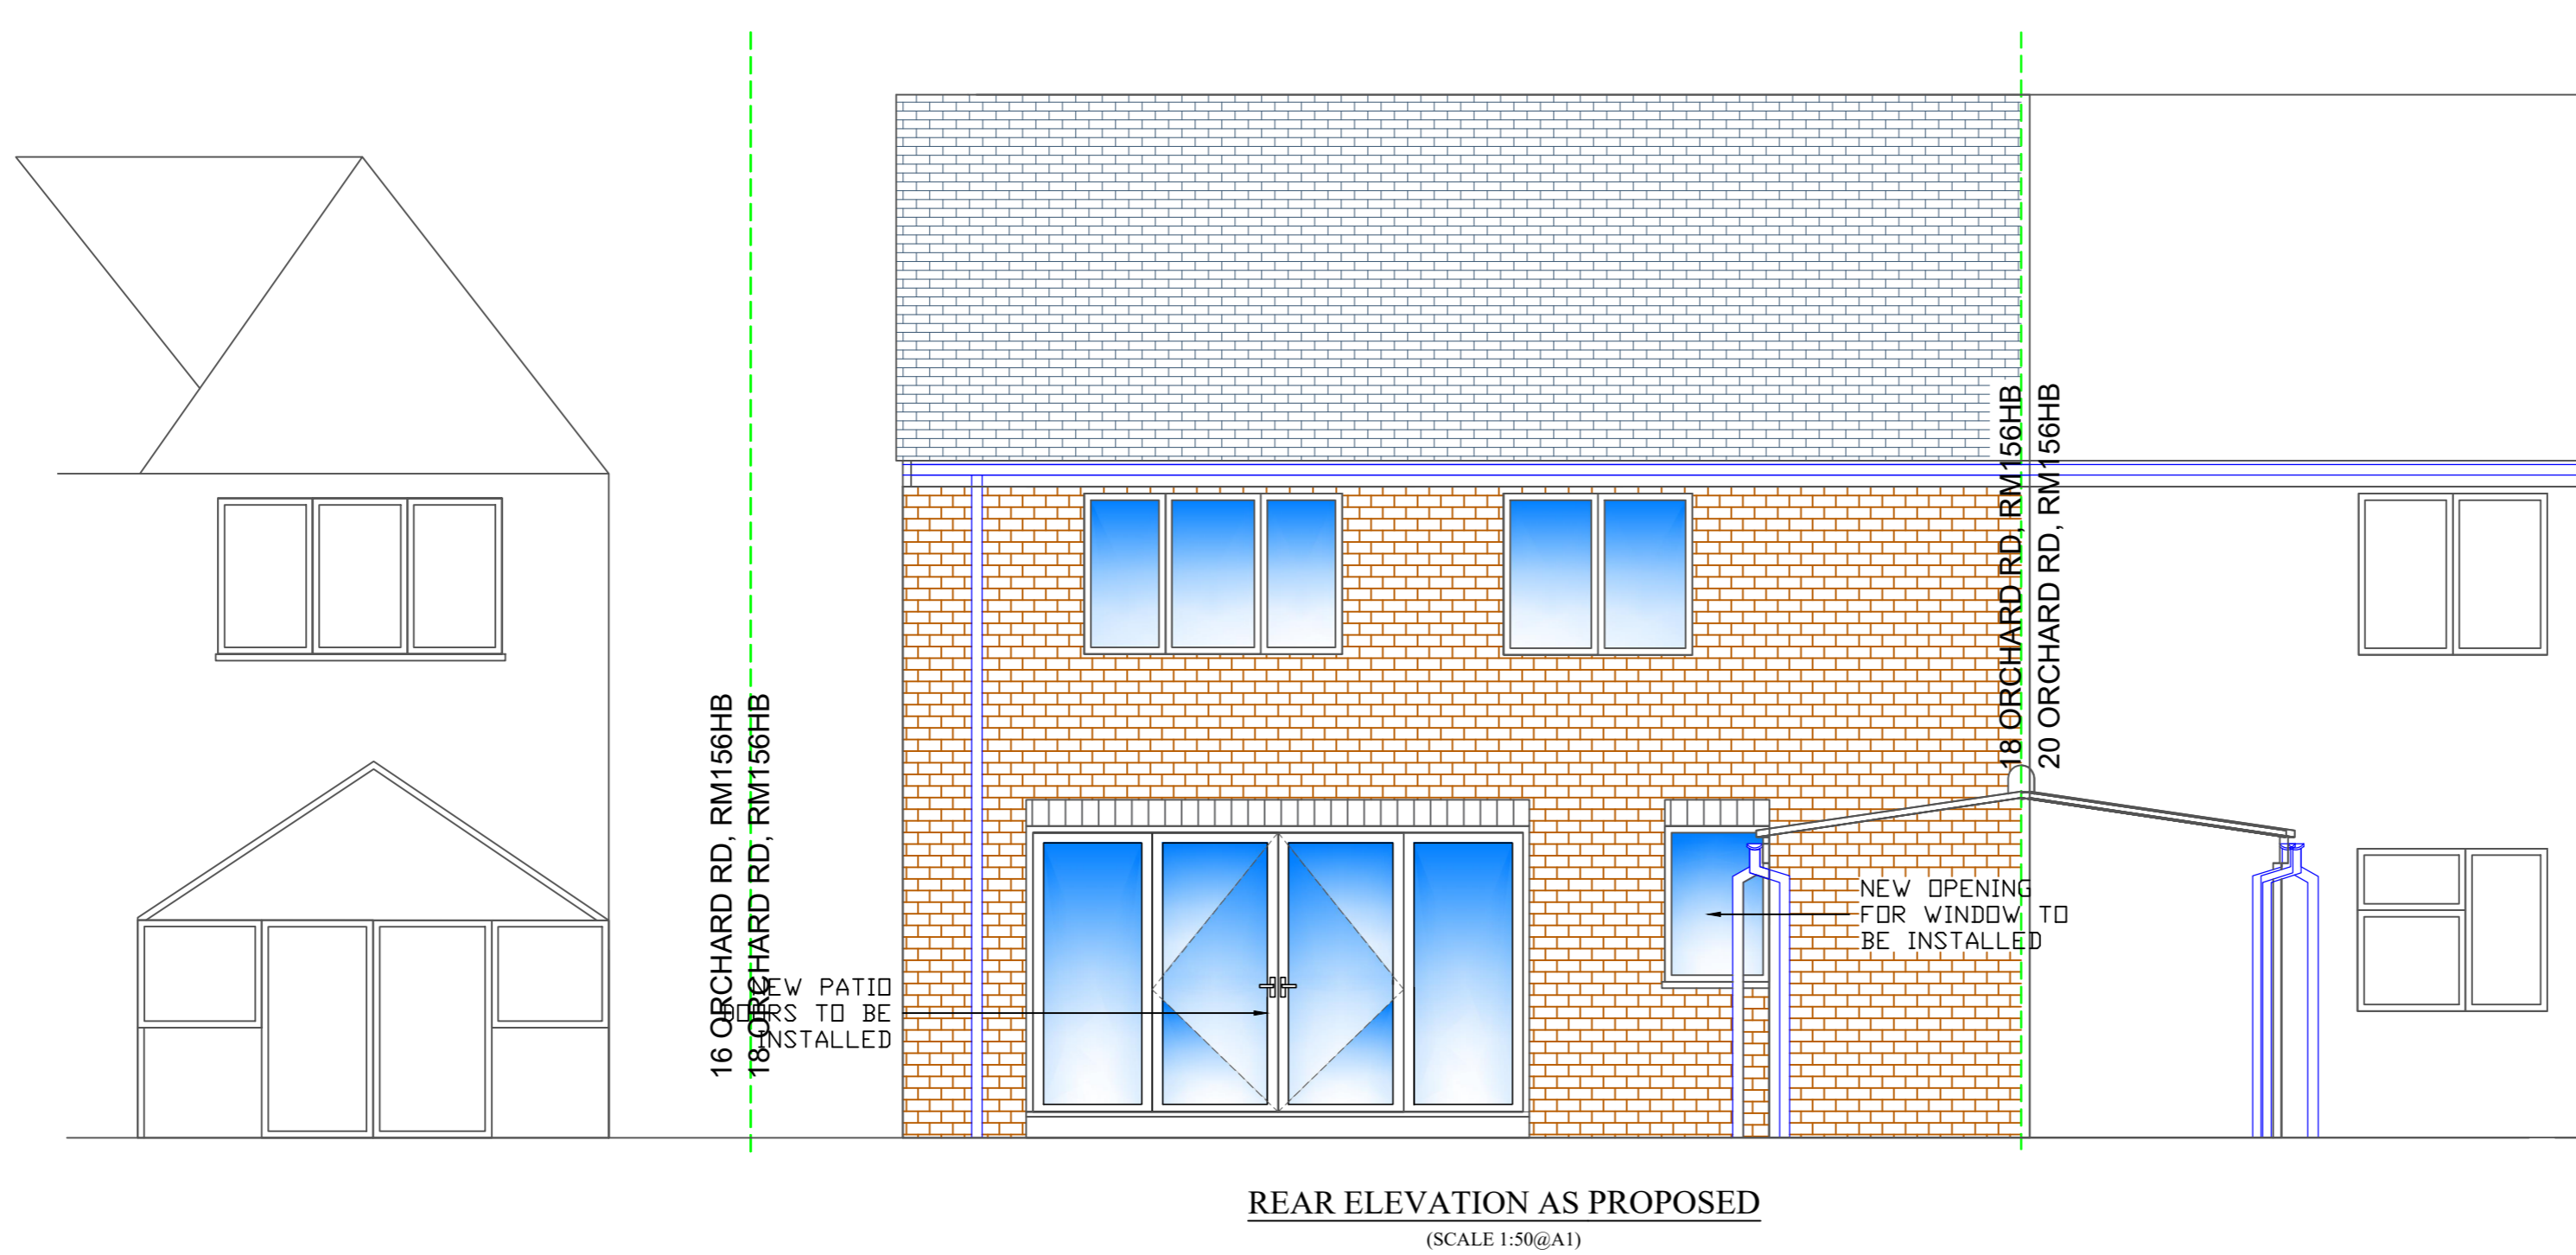 16 ORCHARD RD, RM156HB
18 ORCHARD RD, RM156HB
NEW PATIO
DOORS TO BE
INSTALLED
18 ORCHARD RD, RM156HB
20 ORCHARD RD, RM156HB
NEW OPENING
FOR WINDOW TO
BE INSTALLED
REAR ELEVATION AS PROPOSED
(SCALE 1:50@A1)